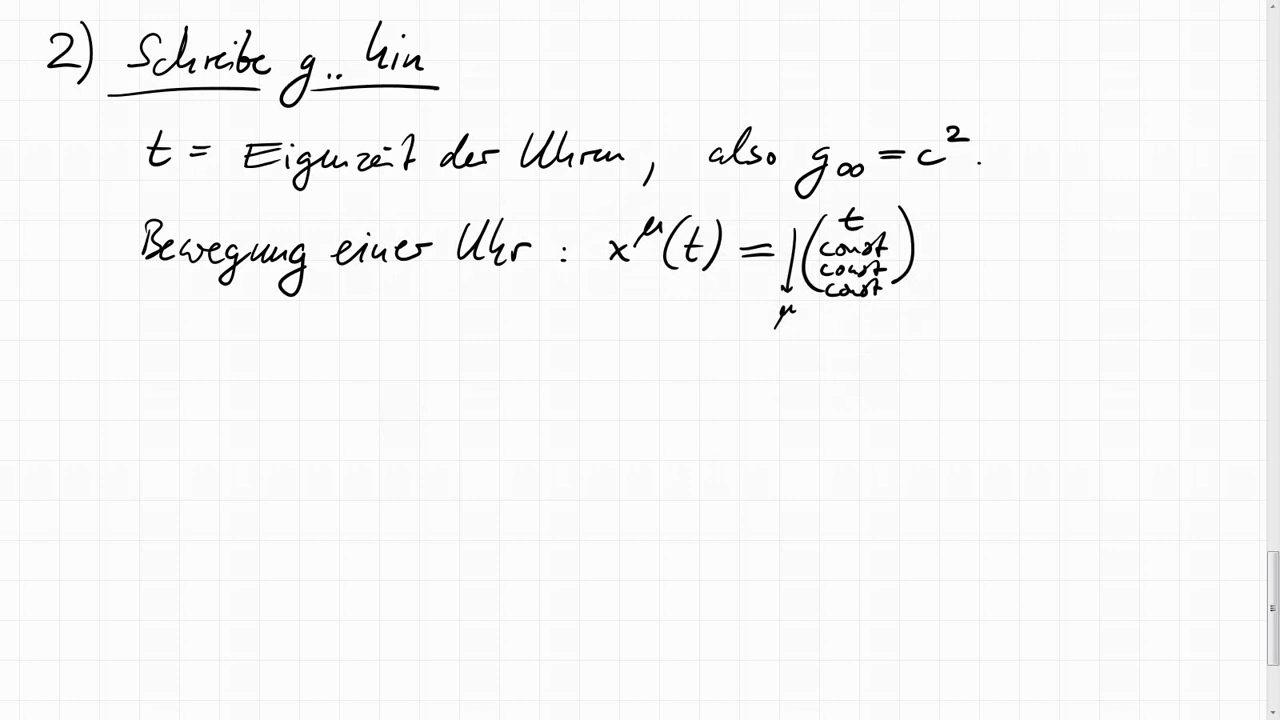 2) Schreibe g.. hin
t = Eigenzeit der Uhren, also g₀₀ = c².
Bewegung einer Uhr : x^μ(t) = ↓μ (t const const const)